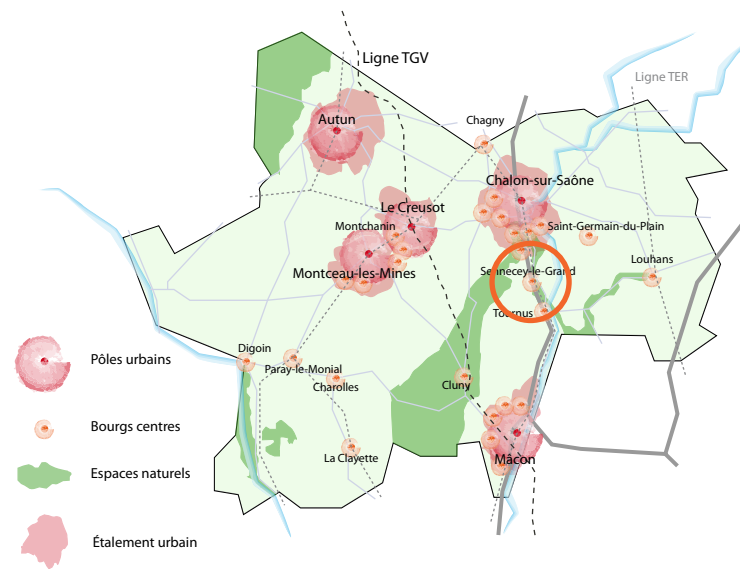 Ligne TGV
Ligne TER
Autun
Chagny
Chalon-sur-Saône
Le Creusot
Montchanin
Saint-Germain-du-Plain
Louhans
Montceau-les-Mines
Sennecey-le-Grand
Tournus
Digoin
Paray-le-Monial
Charolles
Cluny
La Clayette
Mâcon
Pôles urbains
Bourgs centres
Espaces naturels
Étalement urbain